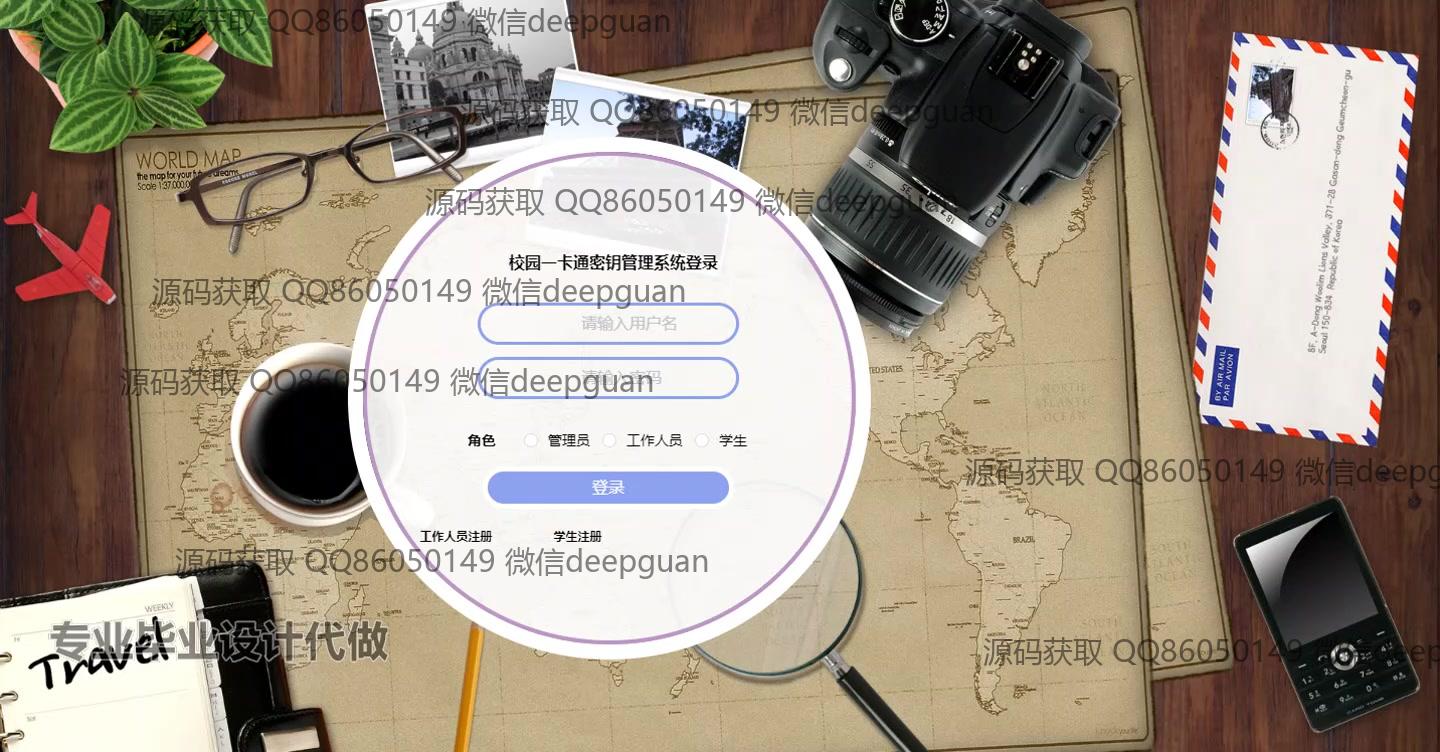 源码获取 QQ86050149 微信deepguan
源码获取 QQ86050149 微信deepguan
WORLD MAP
the map for your future dreams
Scale 1:37,000,00
源码获取 QQ86050149 微信deepguan
校园一卡通密钥管理系统登录
源码获取 QQ86050149 微信deepguan
请输入用户名
源码获取 QQ86050149 微信deepguan
请输入密码
角色 管理员 工作人员 学生
登录
工作人员注册 学生注册
源码获取 QQ86050149 微信deepguan
源码获取 QQ86050149 微信deepg
源码获取 QQ86050149 微信deep
专业毕业设计代做
WEEKLY
Travel
BRAZIL
NORTH
ATLANTIC
OCEAN
SOUTH
ATLANTIC
OCEAN
8F, A-Dong Woolim Lions Valley, 371-28 Gasan-dong Geumcheon-gu
Seoul 150-834 Republic of Korea
BY AIR MAIL
PAR AVION